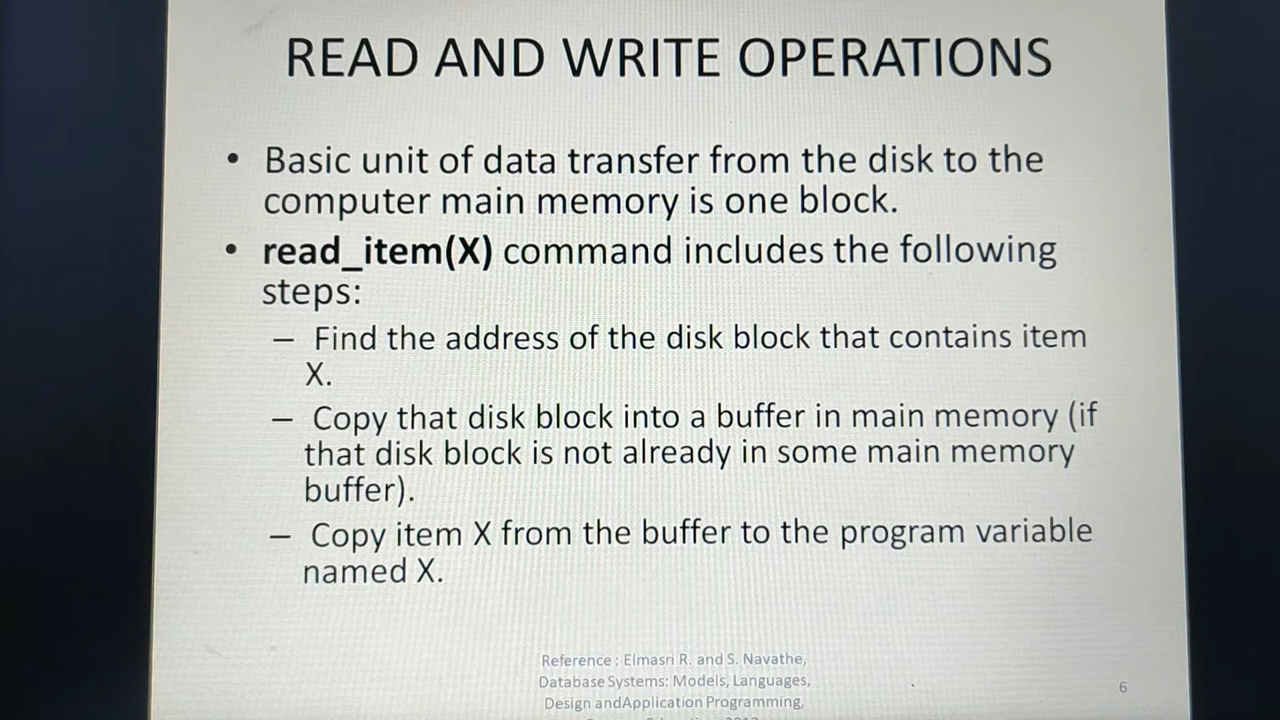 READ AND WRITE OPERATIONS
• Basic unit of data transfer from the disk to the
computer main memory is one block.
• read_item(X) command includes the following
steps:
– Find the address of the disk block that contains item
X.
– Copy that disk block into a buffer in main memory (if
that disk block is not already in some main memory
buffer).
– Copy item X from the buffer to the program variable
named X.
Reference : Elmasri R. and S. Navathe,
Database Systems: Models, Languages,
Design andApplication Programming,
6